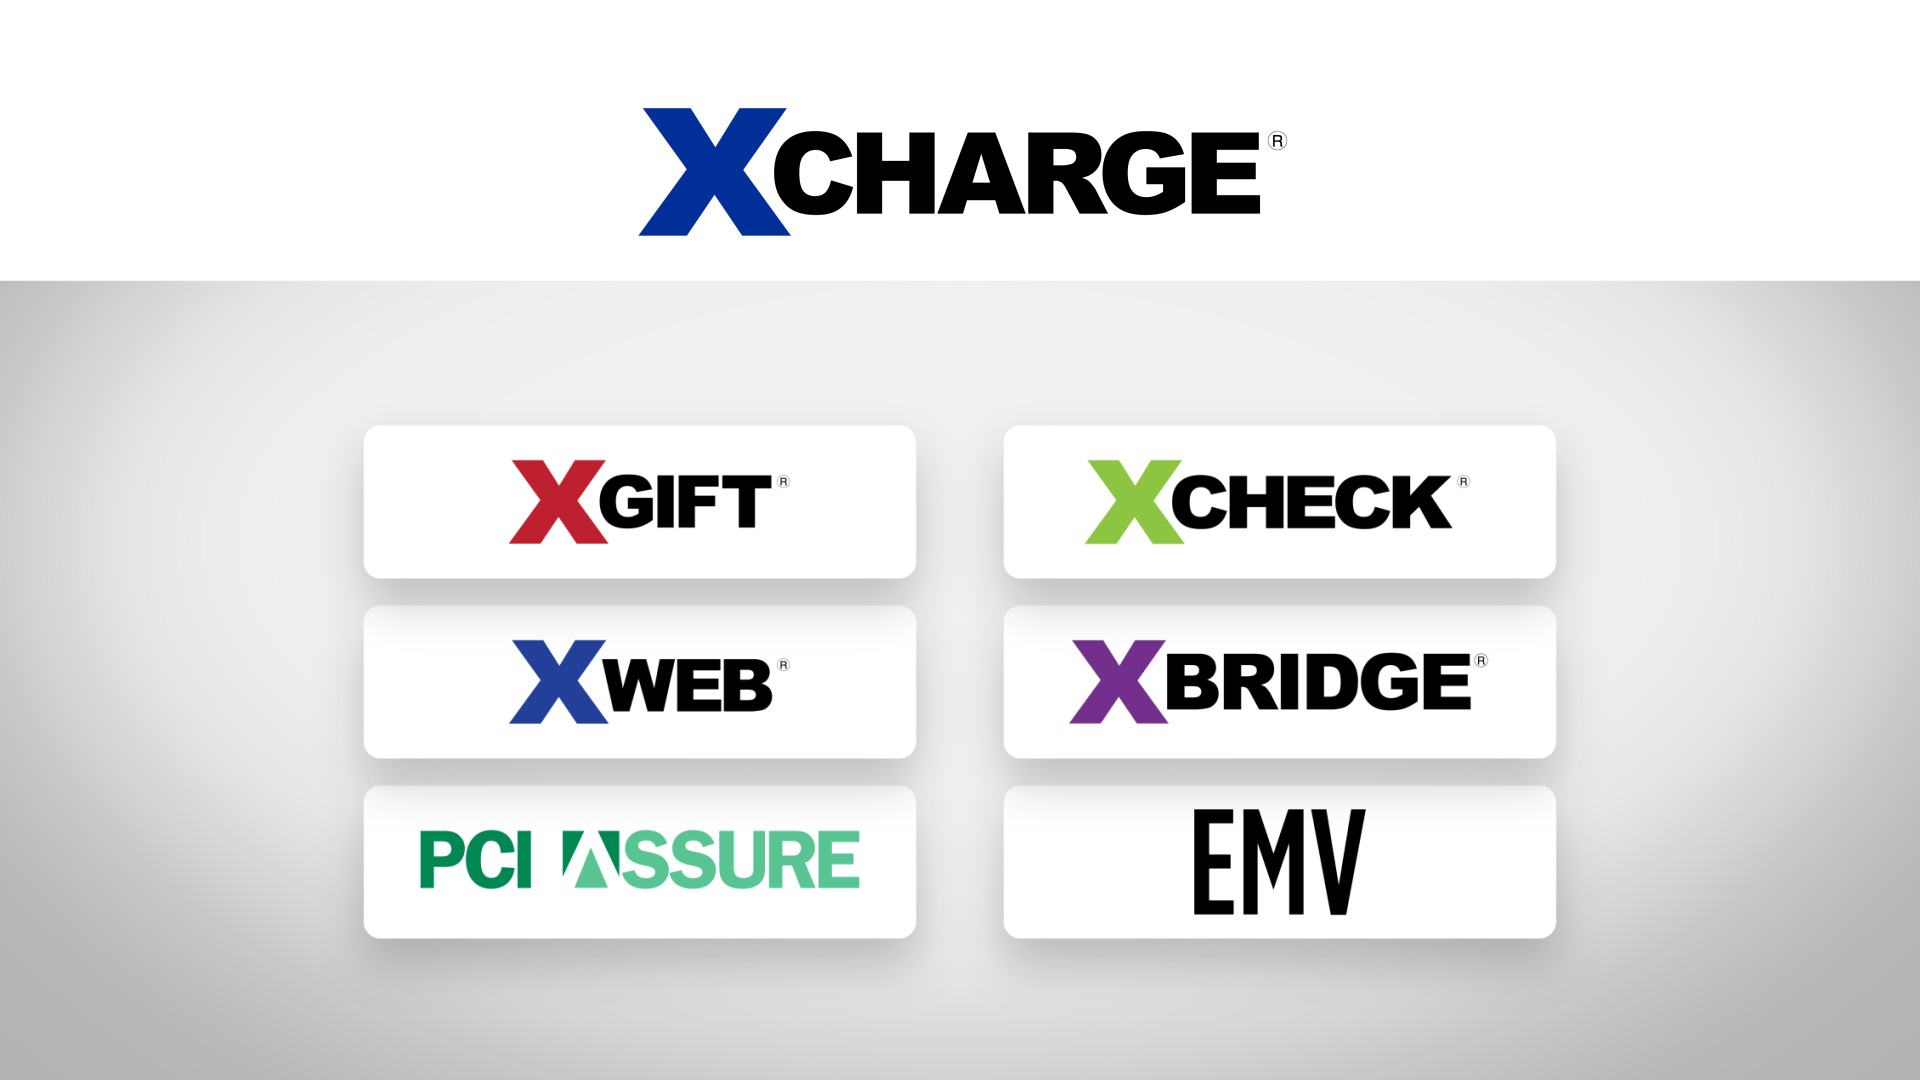 XCHARGE®
XGIFT®
XCHECK®
XWEB®
XBRIDGE®
PCI ASSURE
EMV